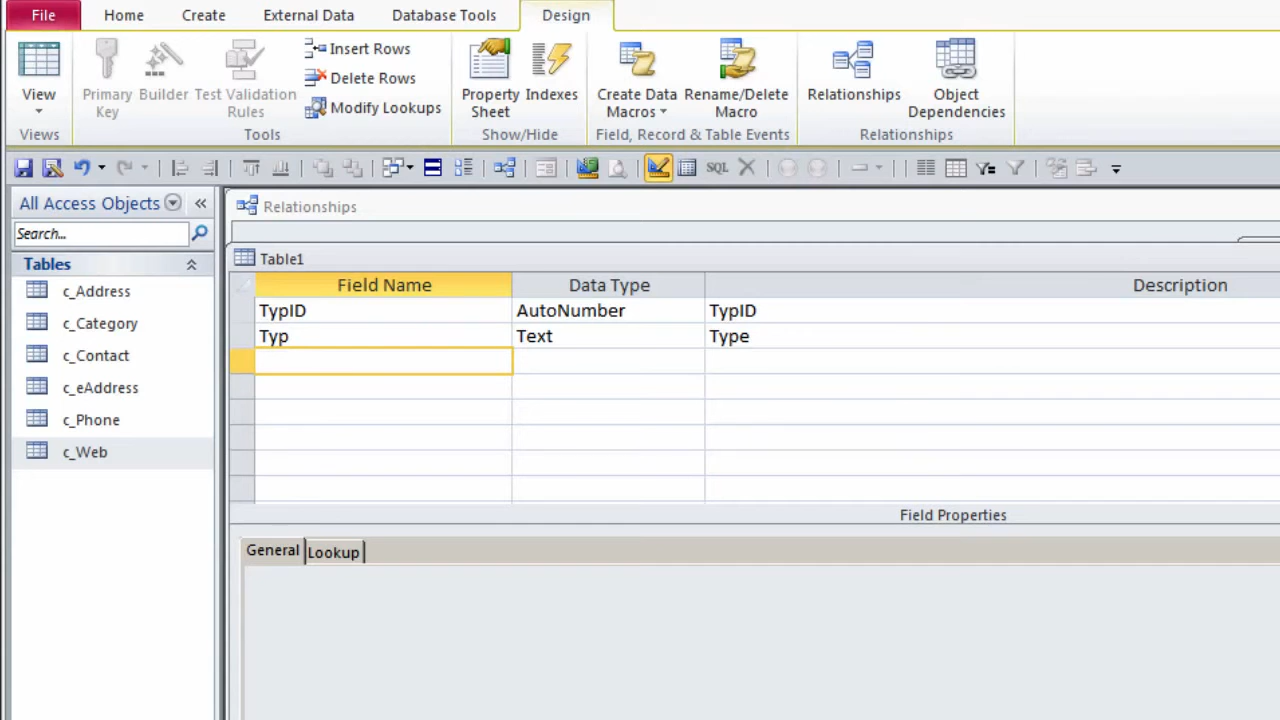 File Home Create External Data Database Tools Design
View
Views
Primary Key
Builder
Test Validation Rules
Insert Rows
Delete Rows
Modify Lookups
Tools
Property Sheet
Indexes
Show/Hide
Create Data Macros
Rename/Delete Macro
Field, Record & Table Events
Relationships
Object Dependencies
Relationships
SQL
All Access Objects
Search...
Tables
c_Address
c_Category
c_Contact
c_eAddress
c_Phone
c_Web
Relationships
Table1
Field Name Data Type Description
TypID AutoNumber TypID
Typ Text Type
Field Properties
General Lookup